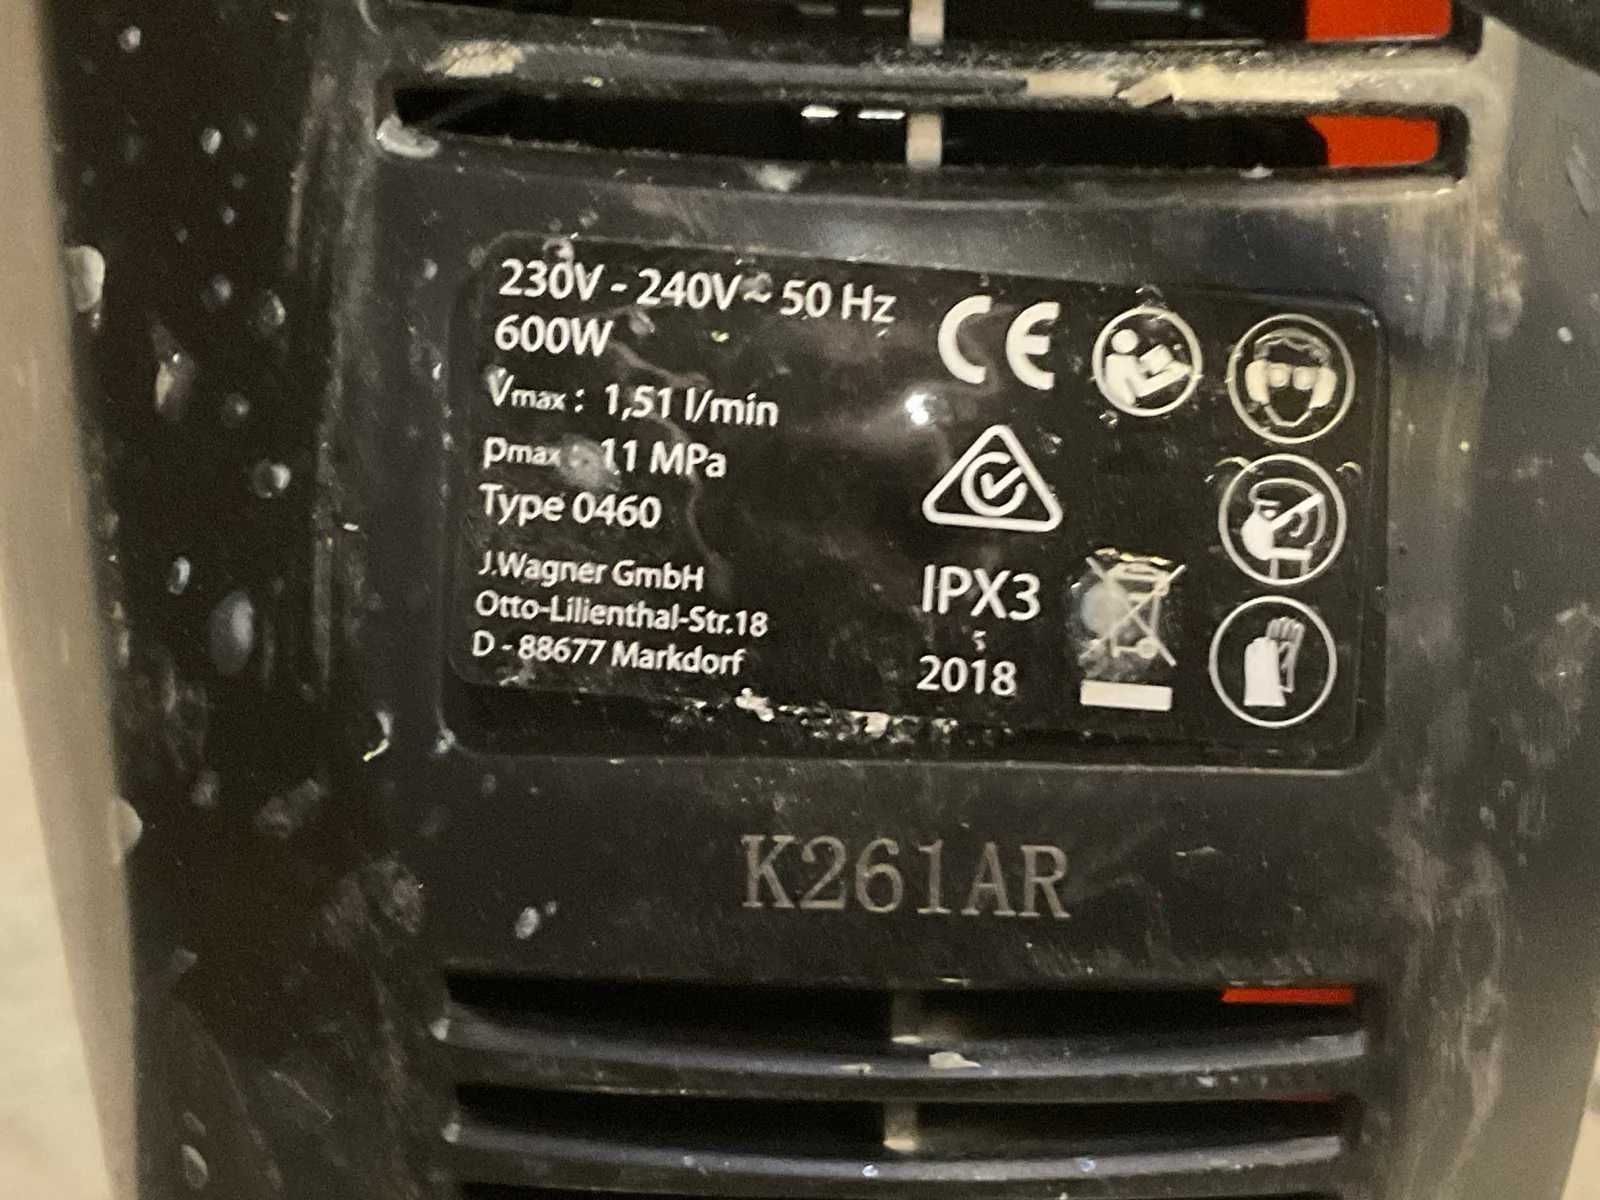 230V - 240V ~ 50 Hz
600W
Vmax : 1,51 l/min
pmax : 11 MPa
Type 0460
J.Wagner GmbH
Otto-Lilienthal-Str.18
D - 88677 Markdorf
CE
IPX3
5
2018
K261AR